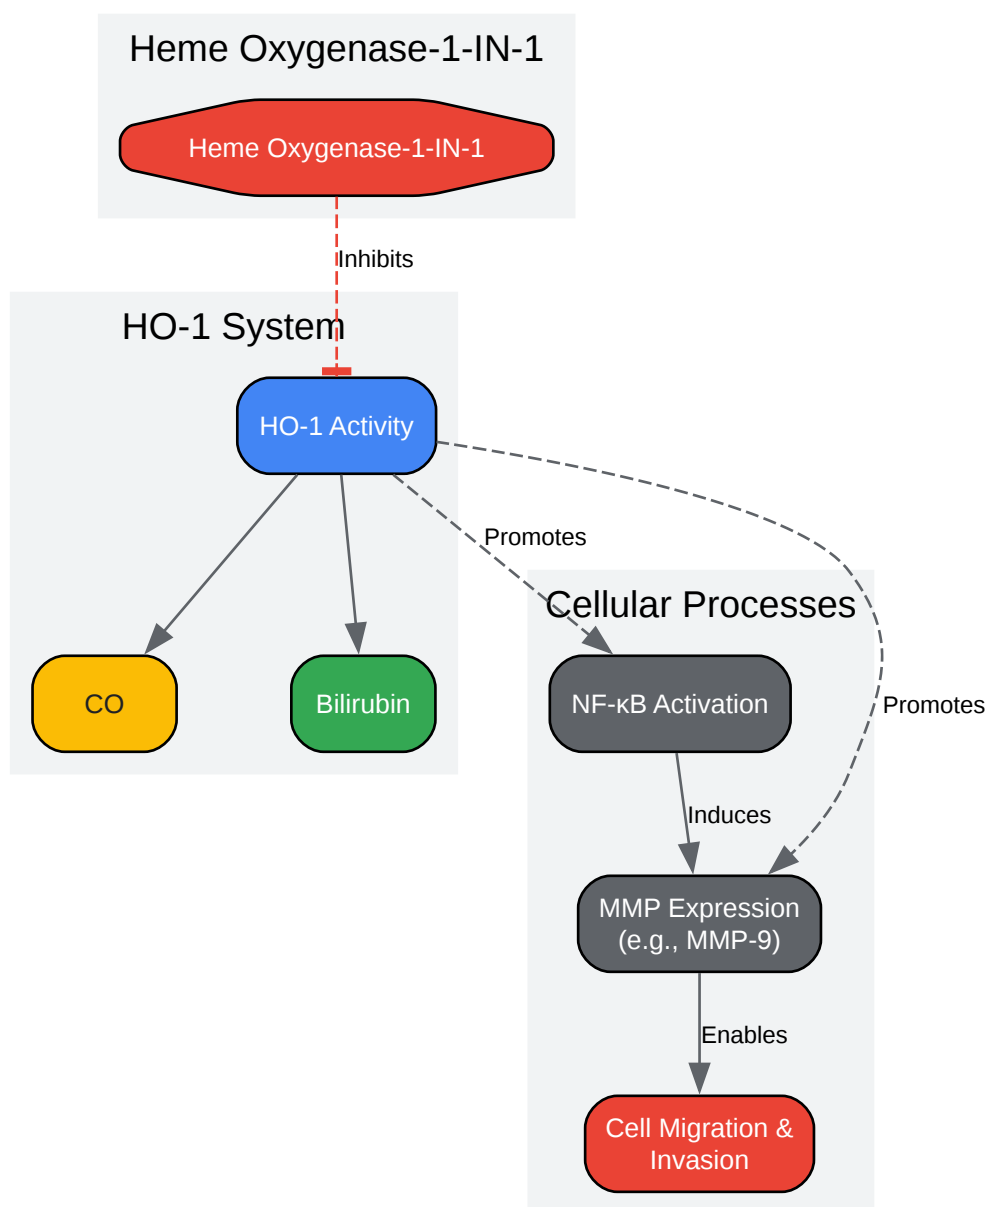 Heme Oxygenase-1-IN-1
Heme Oxygenase-1-IN-1
Inhibits
HO-1 System
HO-1 Activity
Promotes
Cellular Processes
CO
Bilirubin
NF-κB Activation
Promotes
Induces
MMP Expression
(e.g., MMP-9)
Enables
Cell Migration &
Invasion